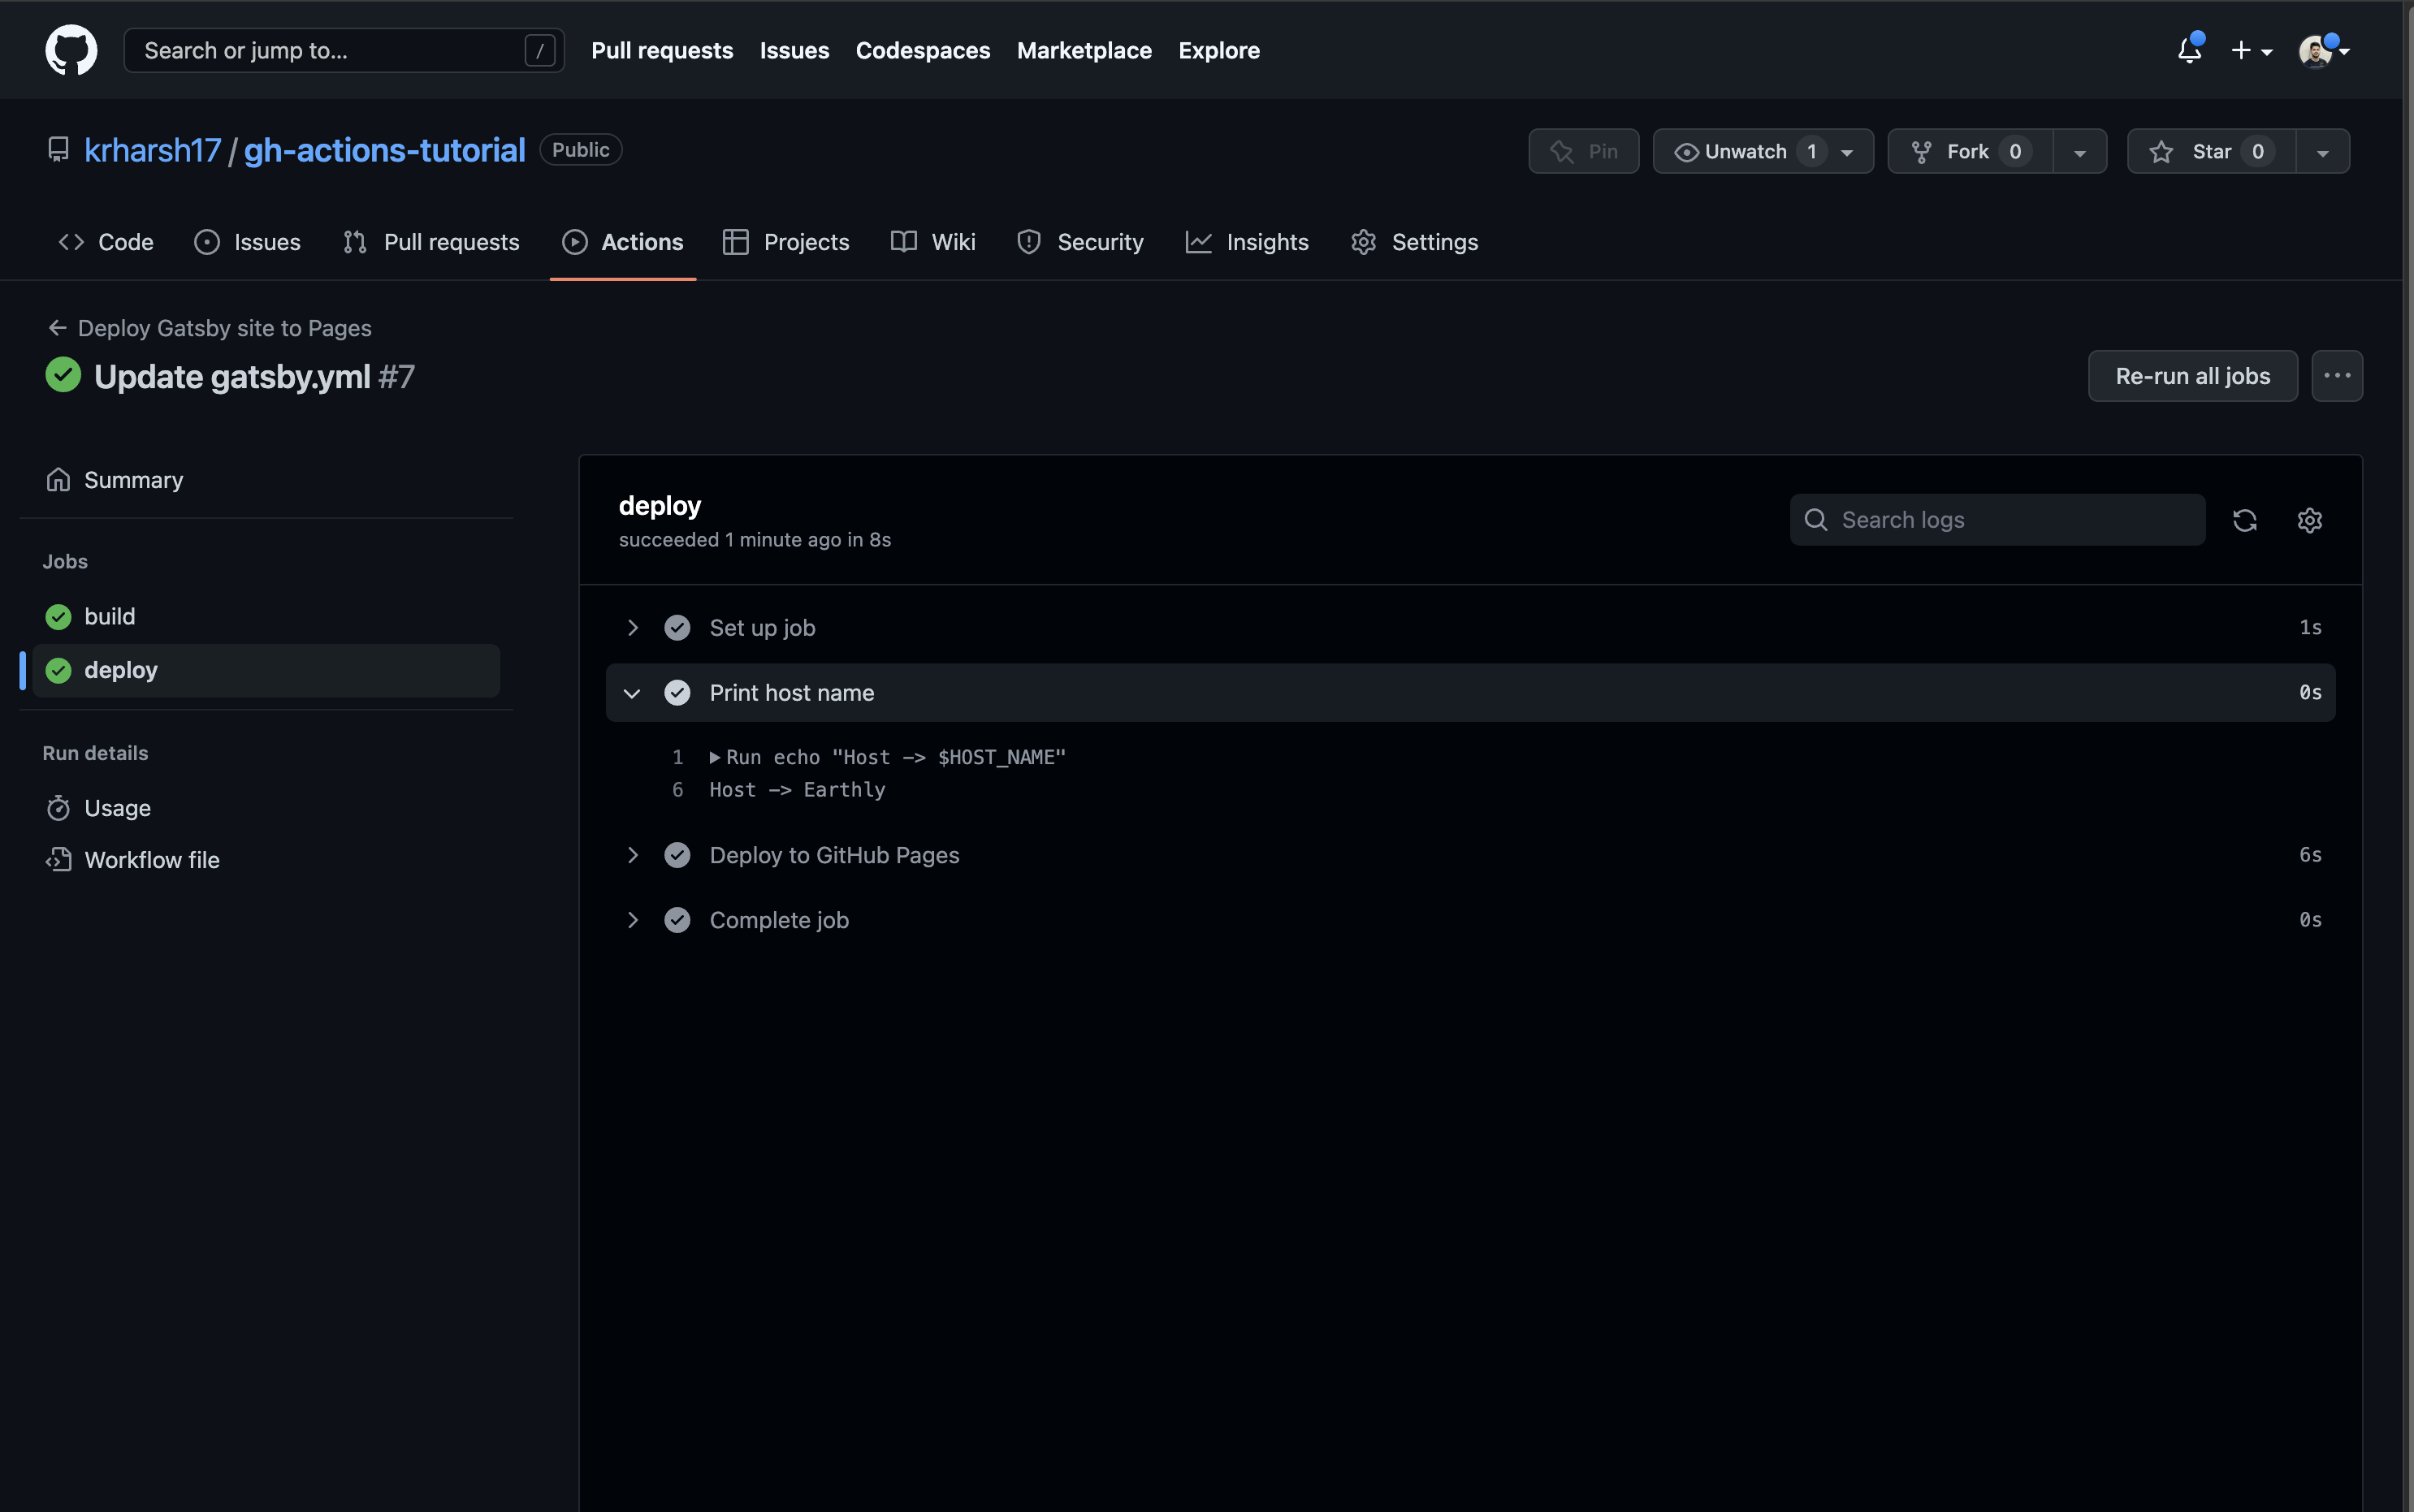 Search or jump to... / Pull requests Issues Codespaces Marketplace Explore
krharsh17 / gh-actions-tutorial Public Pin Unwatch 1 Fork 0 Star 0
Code Issues Pull requests Actions Projects Wiki Security Insights Settings
Deploy Gatsby site to Pages
Update gatsby.yml #7 Re-run all jobs
Summary
Jobs
build
deploy
Run details
Usage
Workflow file
deploy
succeeded 1 minute ago in 8s
Search logs
Set up job 1s
Print host name 0s
1 Run echo "Host -> $HOST_NAME"
6 Host -> Earthly
Deploy to GitHub Pages 6s
Complete job 0s